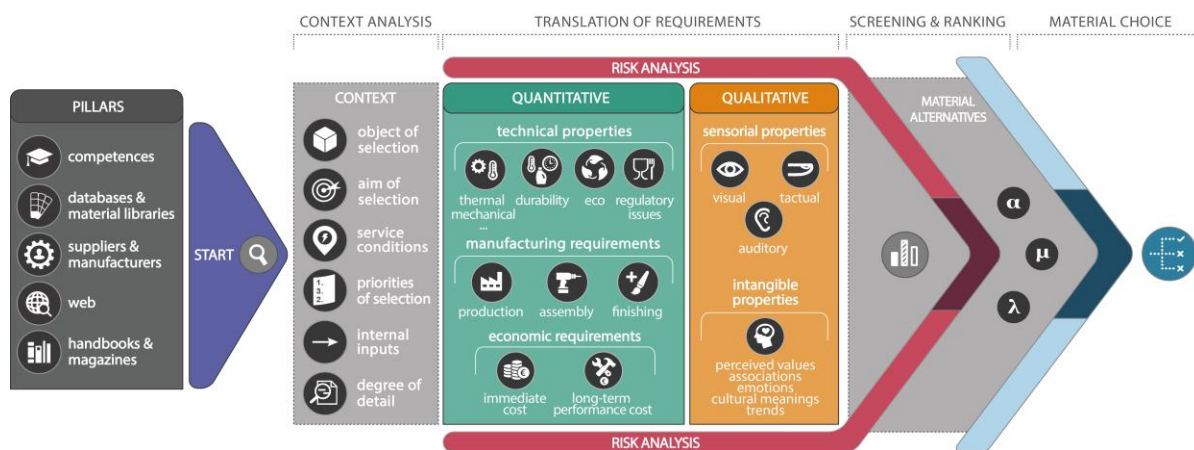 CONTEXT ANALYSIS
TRANSLATION OF REQUIREMENTS
SCREENING & RANKING
MATERIAL CHOICE
PILLARS
competences
databases &
material libraries
suppliers &
manufacturers
web
handbooks &
magazines
START
CONTEXT
object of
selection
aim of
selection
service
conditions
1.
3.
2.
priorities
of selection
internal
inputs
degree of
detail
RISK ANALYSIS
QUANTITATIVE
technical properties
thermal
mechanical
...
durability
eco
regulatory
issues
manufacturing requirements
production
assembly
finishing
economic requirements
€
immediate
cost
€
long-term
performance cost
QUALITATIVE
sensorial properties
visual
tactual
auditory
intangible
properties
perceived values
associations
emotions
cultural meanings
trends
RISK ANALYSIS
MATERIAL
ALTERNATIVES
α
μ
λ